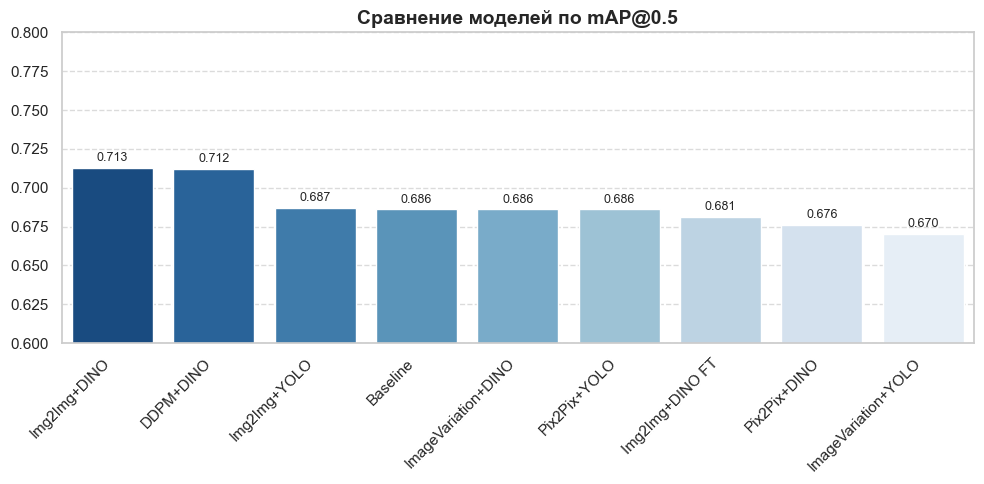 Сравнение моделей по mAP@0.5
0.800
0.775
0.750
0.725
0.700
0.675
0.650
0.625
0.600
0.713
0.712
0.687
0.686
0.686
0.686
0.681
0.676
0.670
Img2Img+DINO
DDPM+DINO
Img2Img+YOLO
Baseline
ImageVariation+DINO
Pix2Pix+YOLO
Img2Img+DINO FT
Pix2Pix+DINO
ImageVariation+YOLO